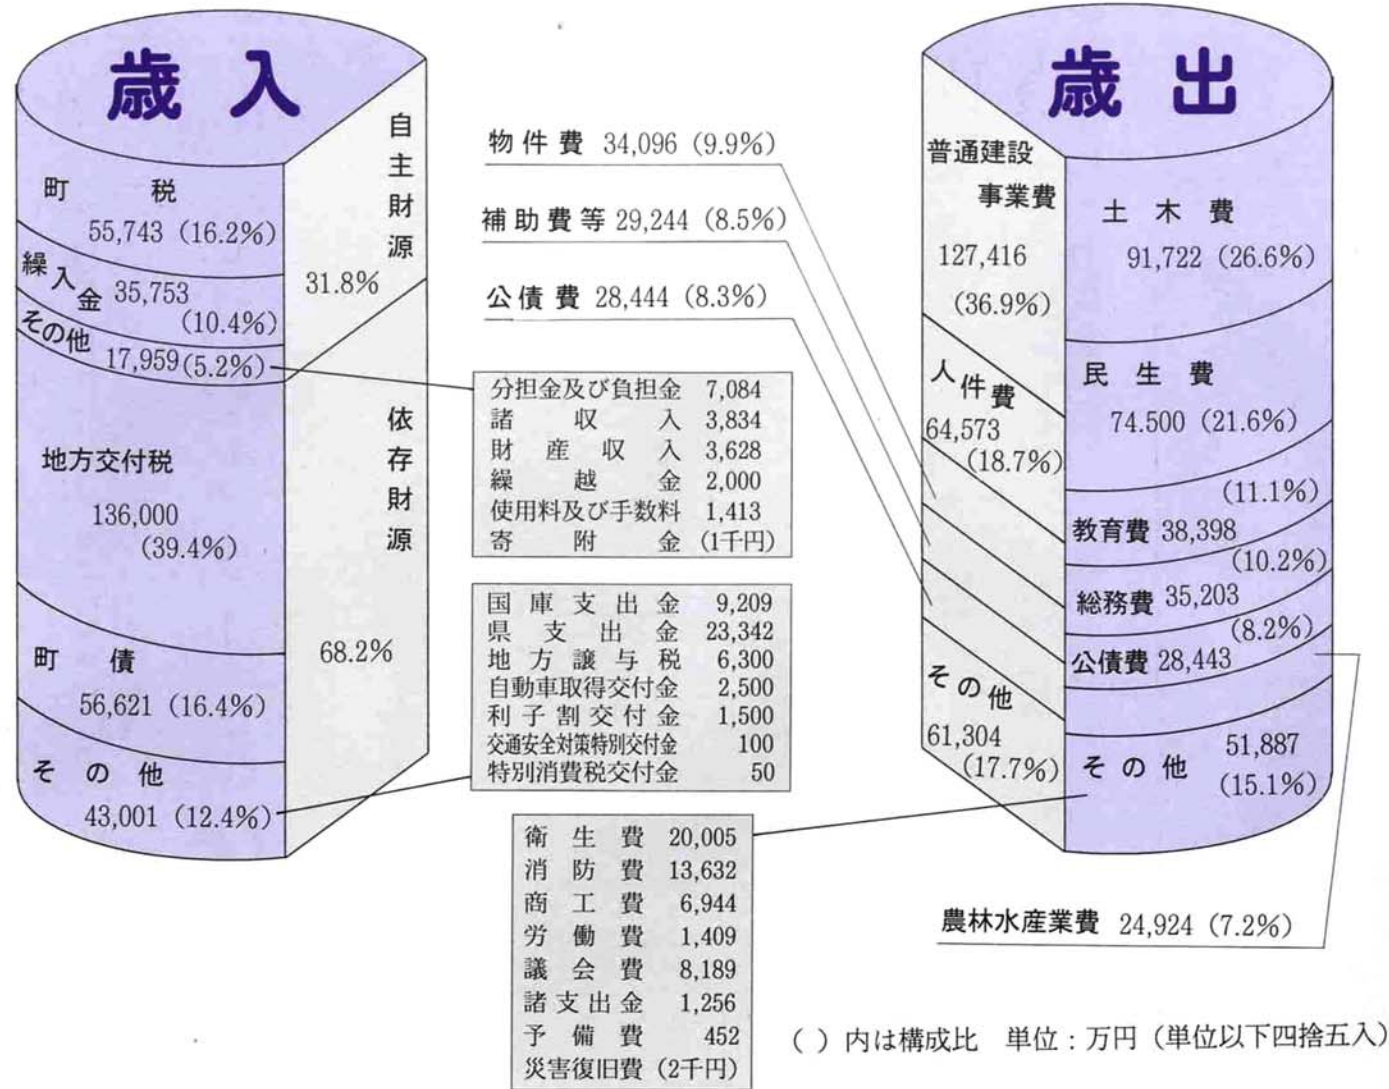 歳入
自主財源
31.8%
町税
55,743 (16.2%)
繰入金 35,753
(10.4%)
その他 17,959 (5.2%)
地方交付税
136,000
(39.4%)
町債
56,621 (16.4%)
その他
43,001 (12.4%)
依存財源
68.2%
物件費 34,096 (9.9%)
補助費等 29,244 (8.5%)
公債費 28,444 (8.3%)
分担金及び負担金 7,084
諸収入 3,834
財産収入 3,628
繰越金 2,000
使用料及び手数料 1,413
寄附金 (1千円)
国庫支出金 9,209
県支出金 23,342
地方譲与税 6,300
自動車取得交付金 2,500
利子割交付金 1,500
交通安全対策特別交付金 100
特別消費税交付金 50
衛生費 20,005
消防費 13,632
商工費 6,944
労働費 1,409
議会費 8,189
諸支出金 1,256
予備費 452
災害復旧費 (2千円)
歳出
普通建設
事業費
127,416
(36.9%)
人件費
64,573
(18.7%)
その他
61,304
(17.7%)
土木費
91,722 (26.6%)
民生費
74.500 (21.6%)
(11.1%)
教育費 38,398
(10.2%)
総務費 35,203
(8.2%)
公債費 28,443
その他 51,887
(15.1%)
農林水産業費 24,924 (7.2%)
( ) 内は構成比 単位:万円 (単位以下四捨五入)